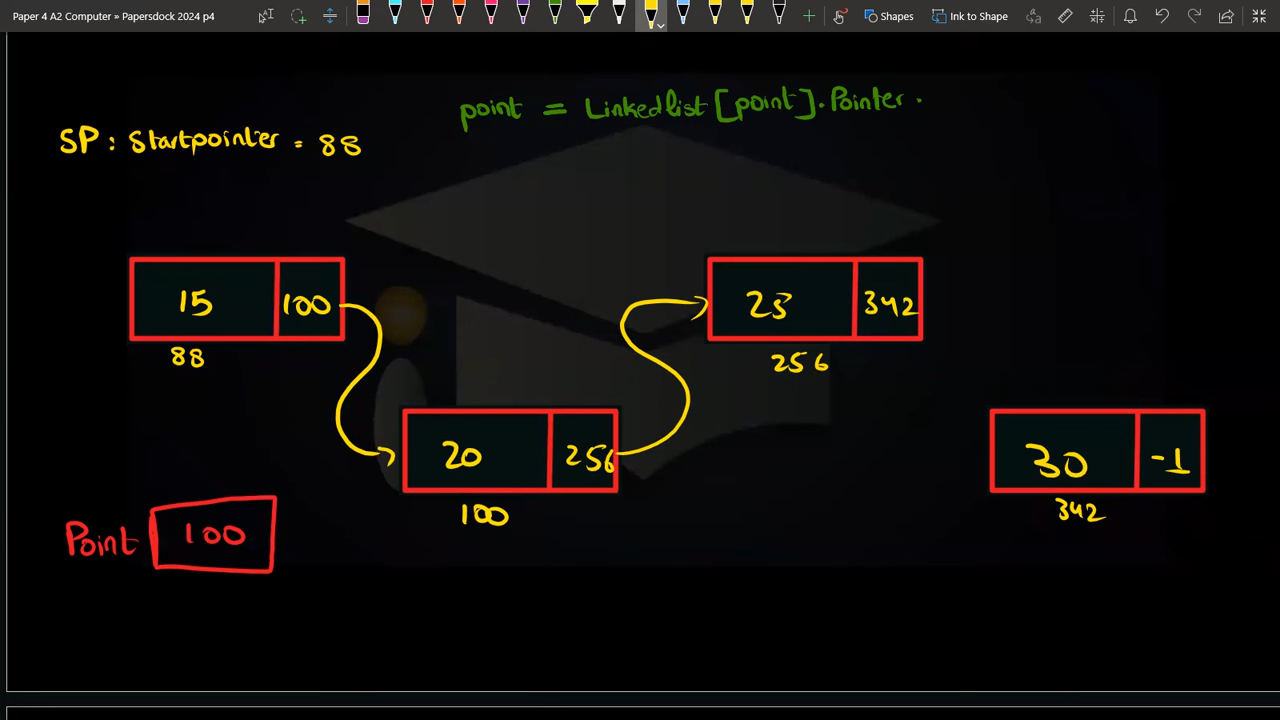 Paper 4 A2 Computer » Papersdock 2024 p4
Shapes
Ink to Shape
point = Linkedlist[point].Pointer.
SP: Startpointer = 88
15 100
88
25 342
256
20 256
100
30 -1
342
Point 100